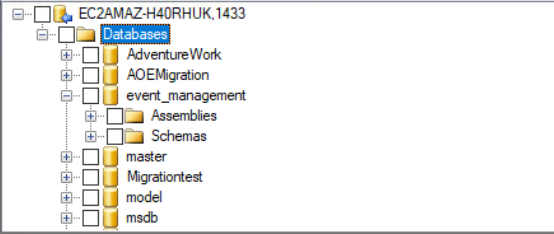 EC2AMAZ-H40RHUK,1433
Databases
AdventureWork
AOEMigration
event_management
Assemblies
Schemas
master
Migrationtest
model
msdb